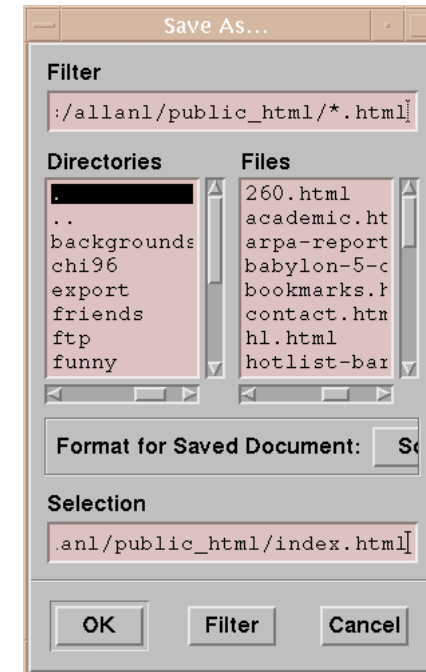 Save As...
Filter
:/allanl/public_html/*.html
Directories Files
.
..
backgrounds
chi96
export
friends
ftp
funny
260.html
academic.ht
arpa-report
babylon-5-c
bookmarks.h
contact.htm
hl.html
hotlist-bar
Format for Saved Document: So
Selection
.anl/public_html/index.html
OK Filter Cancel